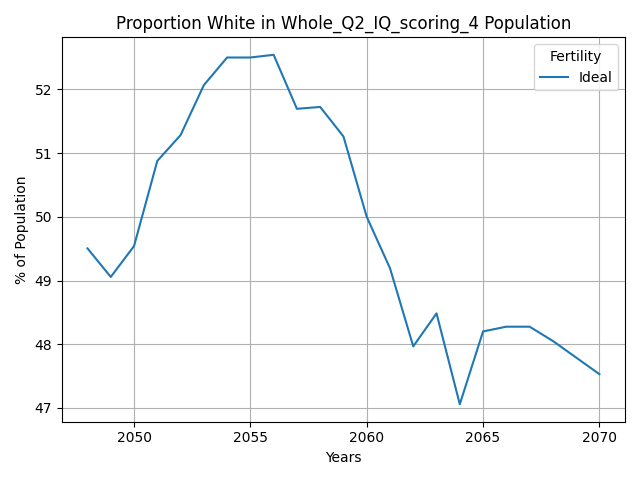 Proportion White in Whole_Q2_IQ_scoring_4 Population
Fertility
Ideal
52
51
50
49
48
47
% of Population
2050 2055 2060 2065 2070
Years